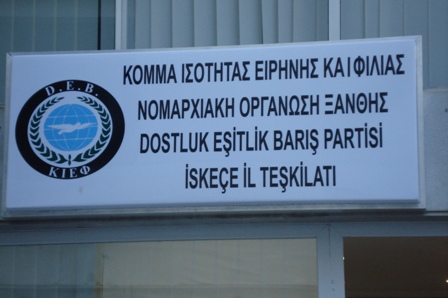 D.E.B.
ΚΙΕΦ
ΚΟΜΜΑ ΙΣΟΤΗΤΑΣ ΕΙΡΗΝΗΣ ΚΑΙ ΦΙΛΙΑΣ
ΝΟΜΑΡΧΙΑΚΗ ΟΡΓΑΝΩΣΗ ΞΑΝΘΗΣ
DOSTLUK EŞİTLİK BARIŞ PARTİSİ
İSKEÇE İL TEŞKİLATI